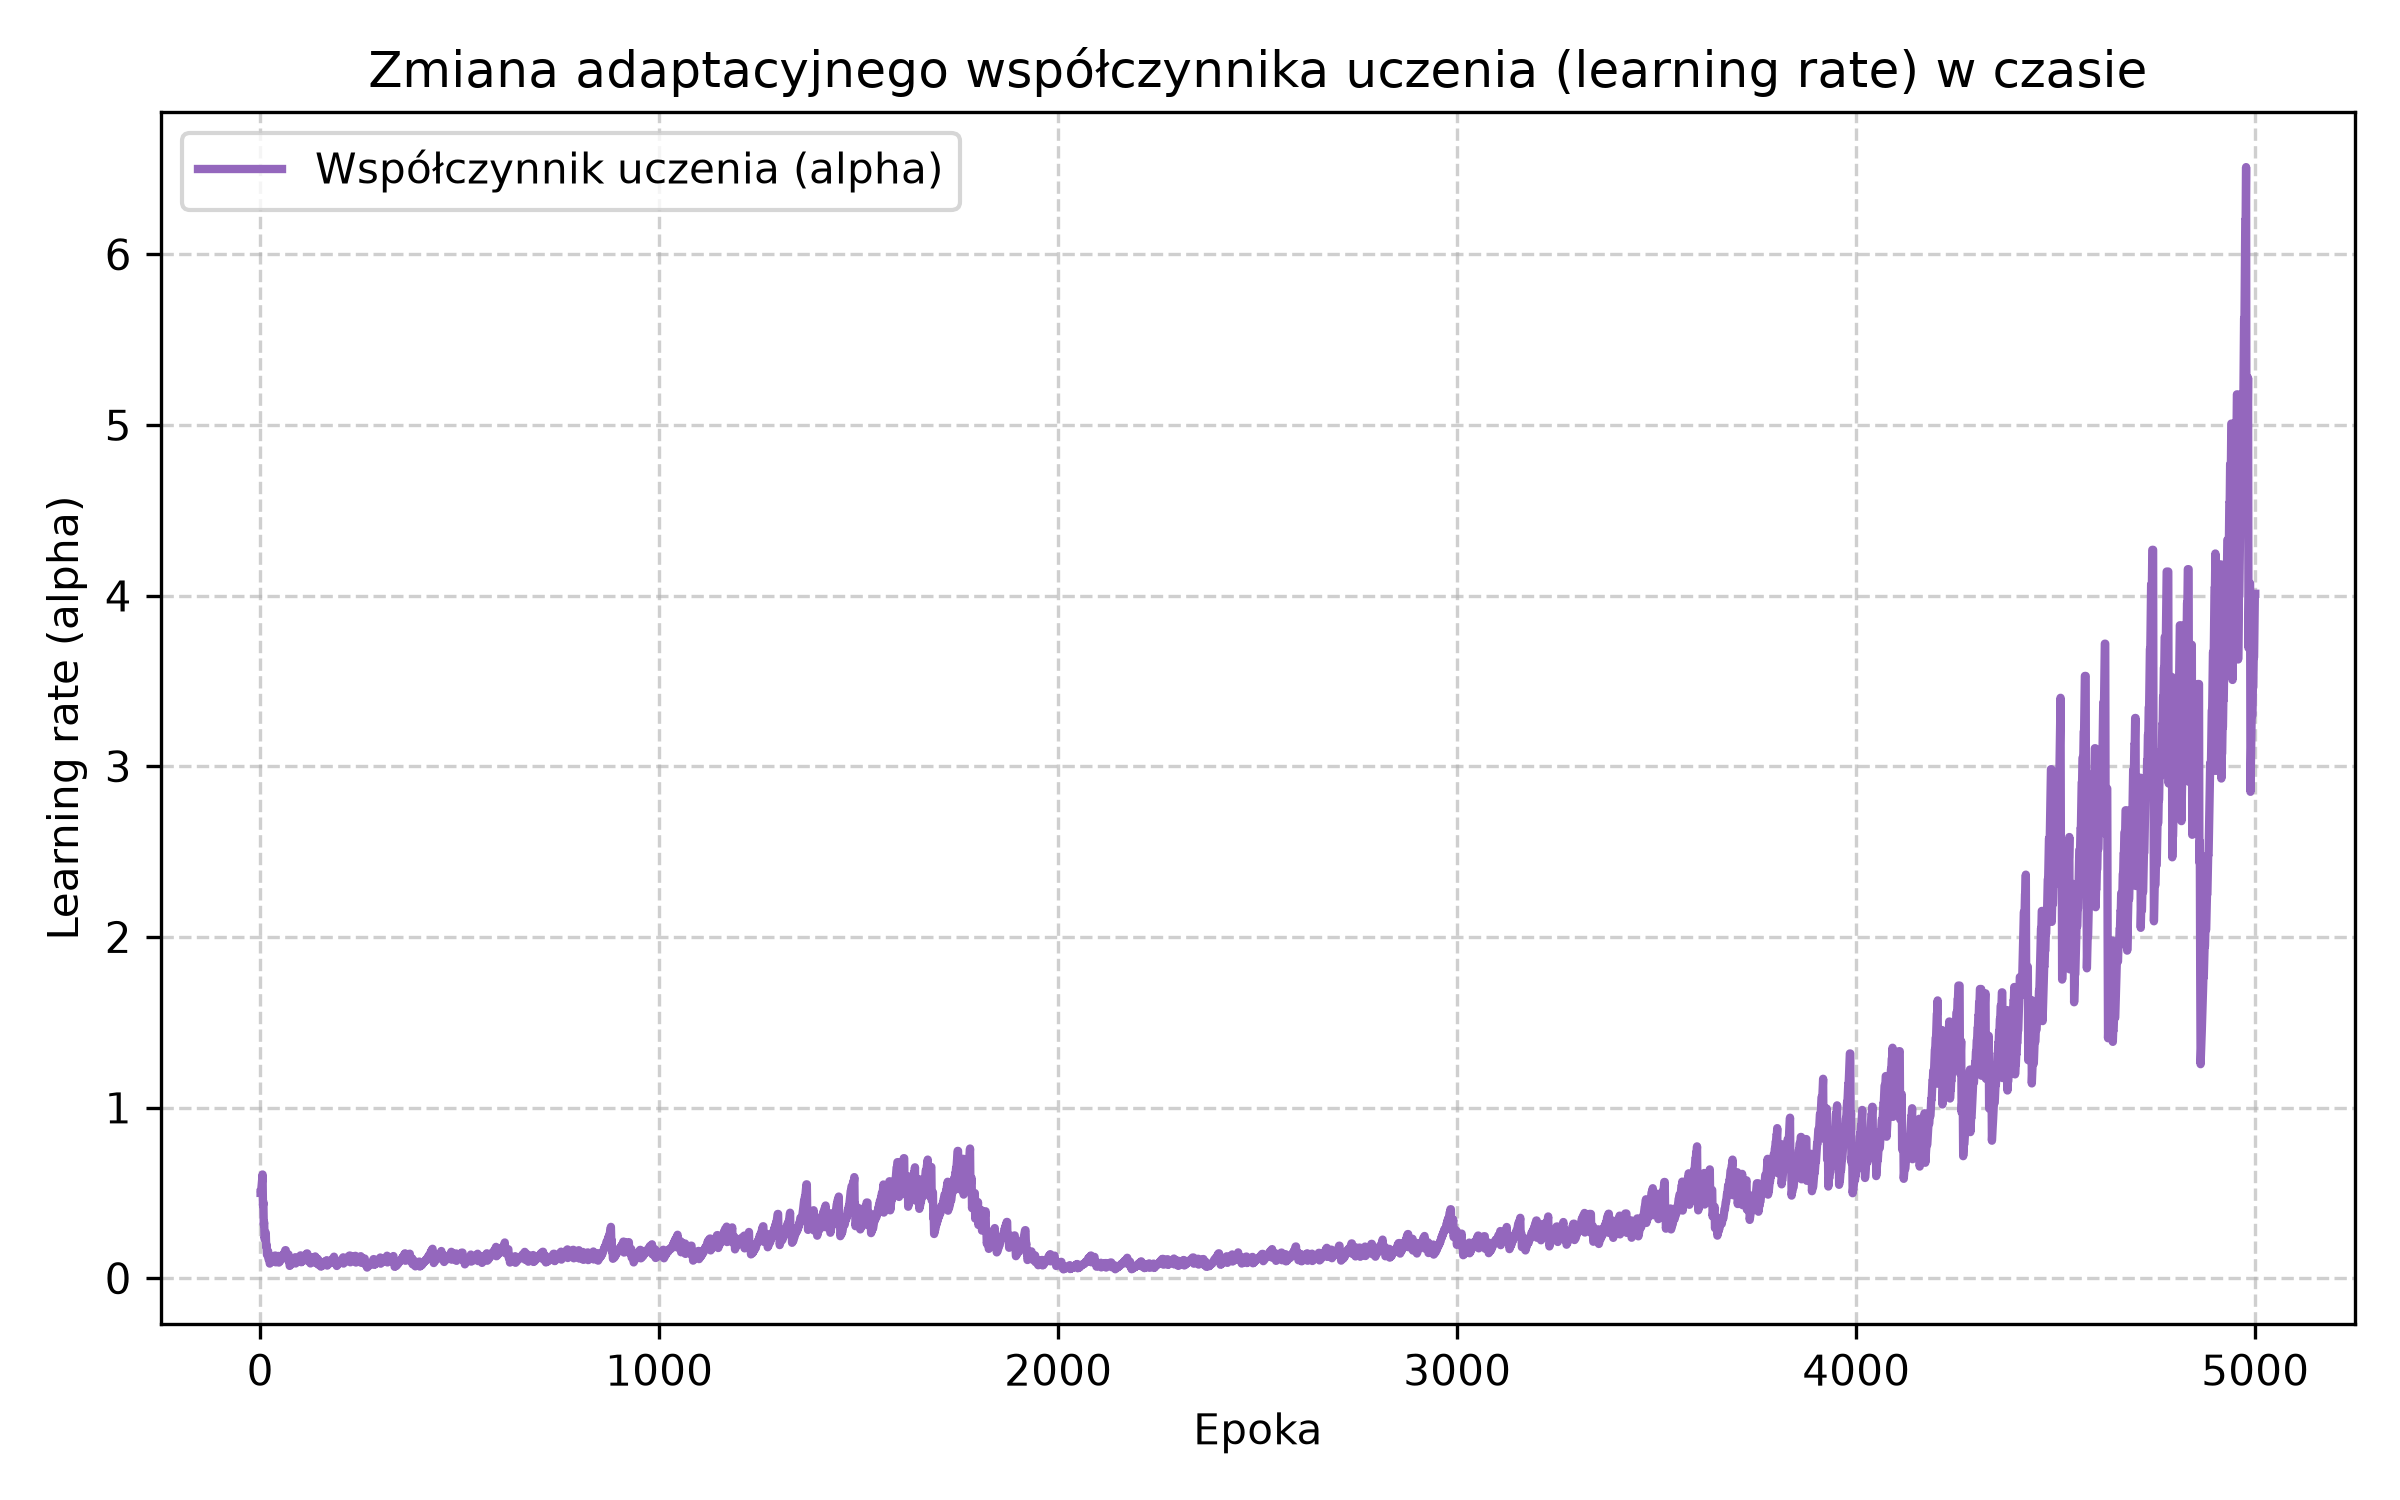 Zmiana adaptacyjnego współczynnika uczenia (learning rate) w czasie
Współczynnik uczenia (alpha)
Learning rate (alpha)
6
5
4
3
2
1
0
0 1000 2000 3000 4000 5000
Epoka